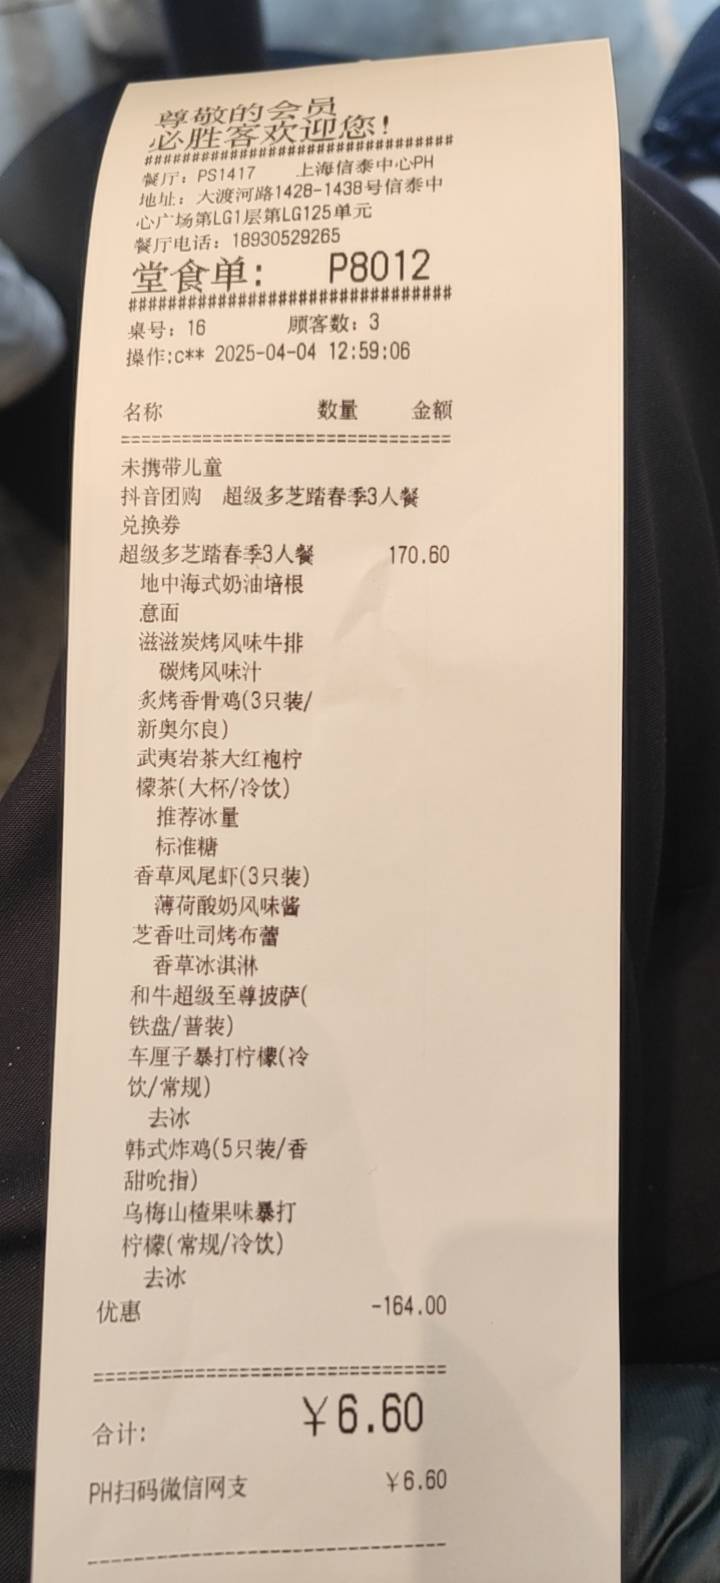 尊敬的会员
必胜客欢迎您!
################################
餐厅: PS1417 上海信泰中心PH
地址: 大渡河路1428-1438号信泰中
心广场第LG1层第LG125单元
餐厅电话: 18930529265
堂食单: P8012
################################
桌号: 16 顾客数: 3
操作:c** 2025-04-04 12:59:06
名称 数量 金额
========================================
未携带儿童
抖音团购 超级多芝踏春季3人餐
兑换券
超级多芝踏春季3人餐 170.60
地中海式奶油培根
意面
滋滋炭烤风味牛排
碳烤风味汁
炙烤香骨鸡(3只装/
新奥尔良)
武夷岩茶大红袍柠
檬茶(大杯/冷饮)
推荐冰量
标准糖
香草凤尾虾(3只装)
薄荷酸奶风味酱
芝香吐司烤布蕾
香草冰淇淋
和牛超级至尊披萨(
铁盘/普装)
车厘子暴打柠檬(冷
饮/常规)
去冰
韩式炸鸡(5只装/香
甜吮指)
乌梅山楂果味暴打
柠檬(常规/冷饮)
去冰
优惠 -164.00
========================================
合计: ¥6.60
PH扫码微信网支 ¥6.60
----------------------------------------